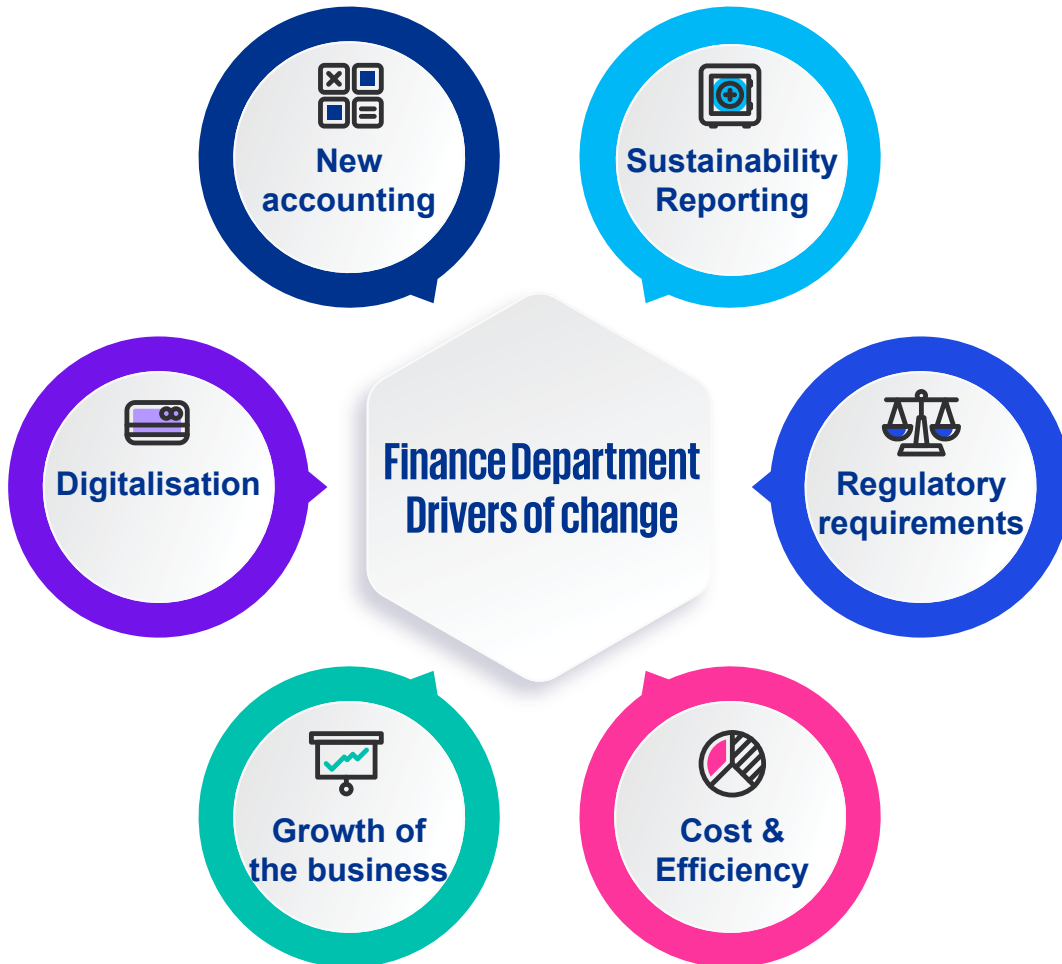 New
accounting
Sustainability
Reporting
Digitalisation
Finance Department
Drivers of change
Regulatory
requirements
Growth of
the business
Cost &
Efficiency